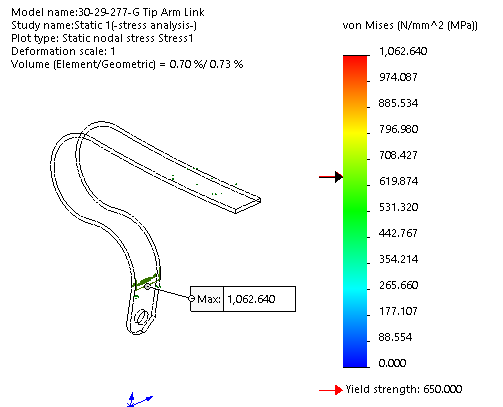 Model name:30-29-277-G Tip Arm Link
Study name:Static 1(-stress analysis-)
Plot type: Static nodal stress Stress1
Deformation scale: 1
Volume (Element/Geometric) = 0.70 %/ 0.73 %
von Mises (N/mm^2 (MPa))
1,062.640
974.087
885.534
796.980
708.427
619.874
531.320
442.767
354.214
265.660
177.107
88.554
0.000
Yield strength: 650.000
Max: 1,062.640